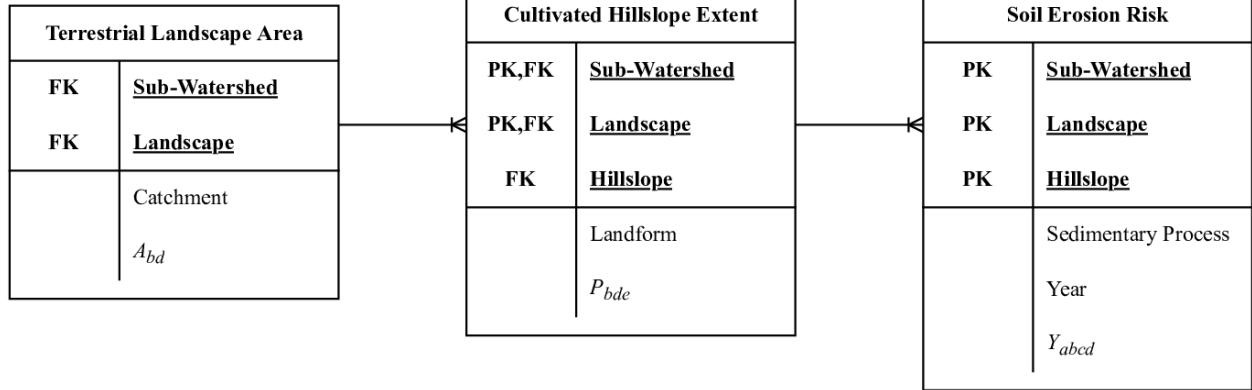 Terrestrial Landscape Area
FK Sub-Watershed
FK Landscape
Catchment
A_bd
Cultivated Hillslope Extent
PK,FK Sub-Watershed
PK,FK Landscape
FK Hillslope
Landform
P_bde
Soil Erosion Risk
PK Sub-Watershed
PK Landscape
PK Hillslope
Sedimentary Process
Year
Y_abcd